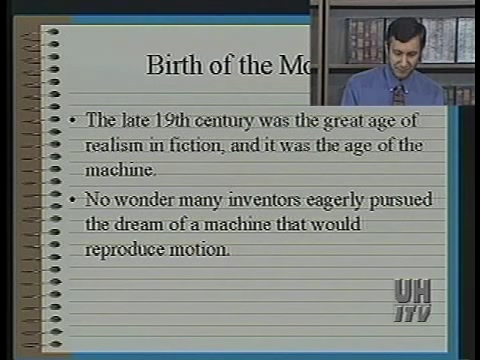 Birth of the Mo
• The late 19th century was the great age of
realism in fiction, and it was the age of the
machine.
• No wonder many inventors eagerly pursued
the dream of a machine that would
reproduce motion.
UH
ITV